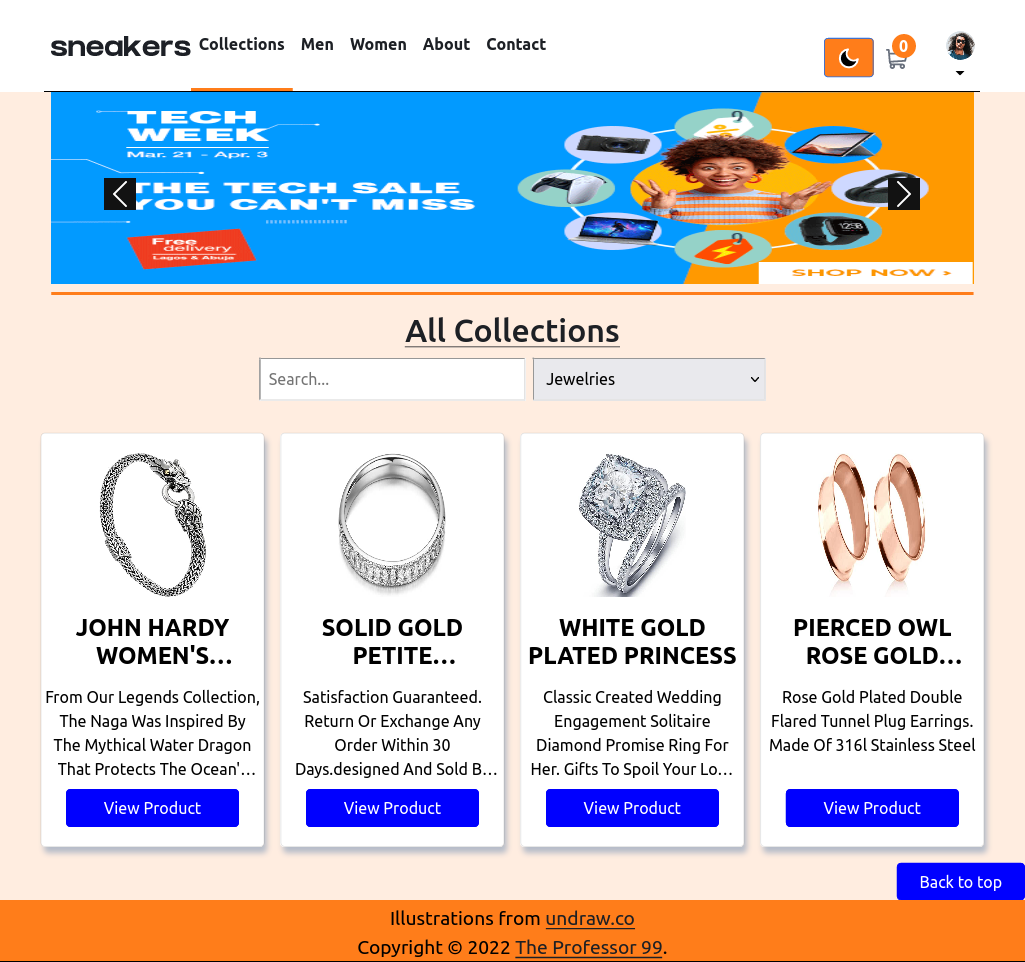 sneakers Collections Men Women About Contact
0
TECH
WEEK
Mar. 21 - Apr. 3
THE TECH SALE
YOU CAN'T MISS
Free
delivery
Lagos & Abuja
SHOP NOW >
All Collections
Search...
Jewelries
JOHN HARDY
WOMEN'S...
From Our Legends Collection,
The Naga Was Inspired By
The Mythical Water Dragon
That Protects The Ocean'...
View Product
SOLID GOLD
PETITE...
Satisfaction Guaranteed.
Return Or Exchange Any
Order Within 30
Days.designed And Sold B...
View Product
WHITE GOLD
PLATED PRINCESS
Classic Created Wedding
Engagement Solitaire
Diamond Promise Ring For
Her. Gifts To Spoil Your Lo...
View Product
PIERCED OWL
ROSE GOLD...
Rose Gold Plated Double
Flared Tunnel Plug Earrings.
Made Of 316l Stainless Steel
View Product
Back to top
Illustrations from undraw.co
Copyright © 2022 The Professor 99.